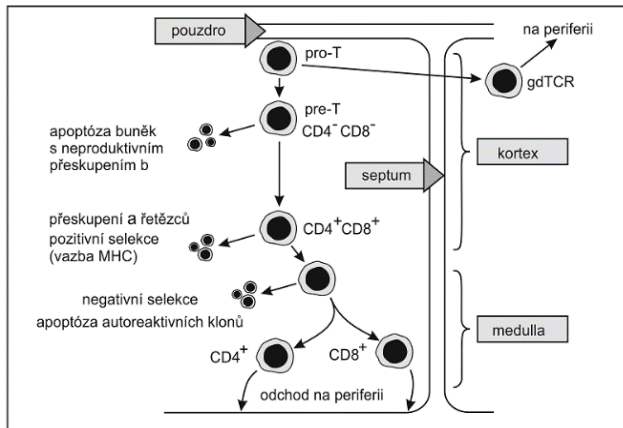 pouzdro
na periferii
pro-T
gdTCR
pre-T
CD4⁻ CD8⁻
apoptóza buněk
s neproduktivním
přeskupením b
kortex
septum
přeskupení a řetězců
pozitivní selekce
(vazba MHC)
CD4⁺CD8⁺
negativní selekce
apoptóza autoreaktivních klonů
medulla
CD4⁺
CD8⁺
odchod na periferii